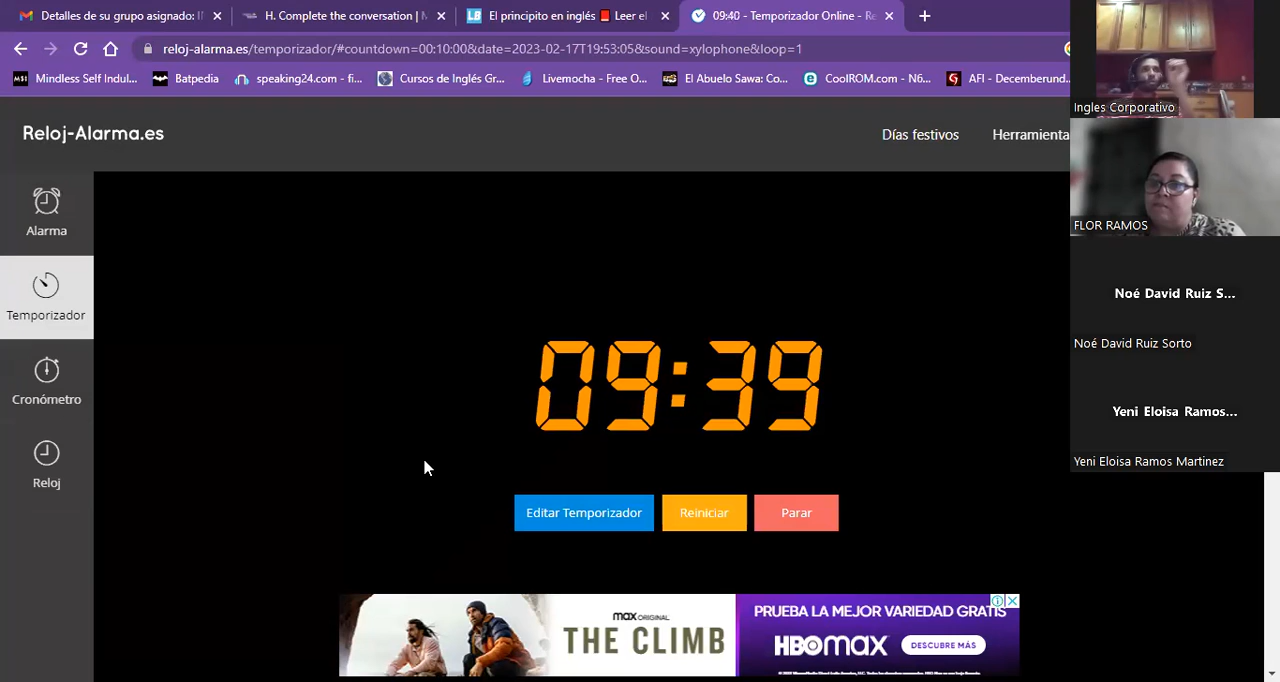 Detalles de su grupo asignado: I
H. Complete the conversation | M
El principito en inglés 📕 Leer el
09:40 - Temporizador Online - Re
reloj-alarma.es/temporizador/#countdown=00:10:00&date=2023-02-17T19:53:05&sound=xylophone&loop=1
Mindless Self Indul...
Batpedia
speaking24.com - fi...
Cursos de Inglés Gr...
Livemocha - Free O...
El Abuelo Sawa: Co...
CoolROM.com - N6...
AFI - Decemberund...
Reloj-Alarma.es
Días festivos
Herramienta
Alarma
Temporizador
Cronómetro
Reloj
09:39
Editar Temporizador
Reiniciar
Parar
max ORIGINAL
THE CLIMB
PRUEBA LA MEJOR VARIEDAD GRATIS
HBOmax
DESCUBRE MÁS
Ingles Corporativo
FLOR RAMOS
Noé David Ruiz S...
Noé David Ruiz Sorto
Yeni Eloisa Ramos...
Yeni Eloisa Ramos Martinez